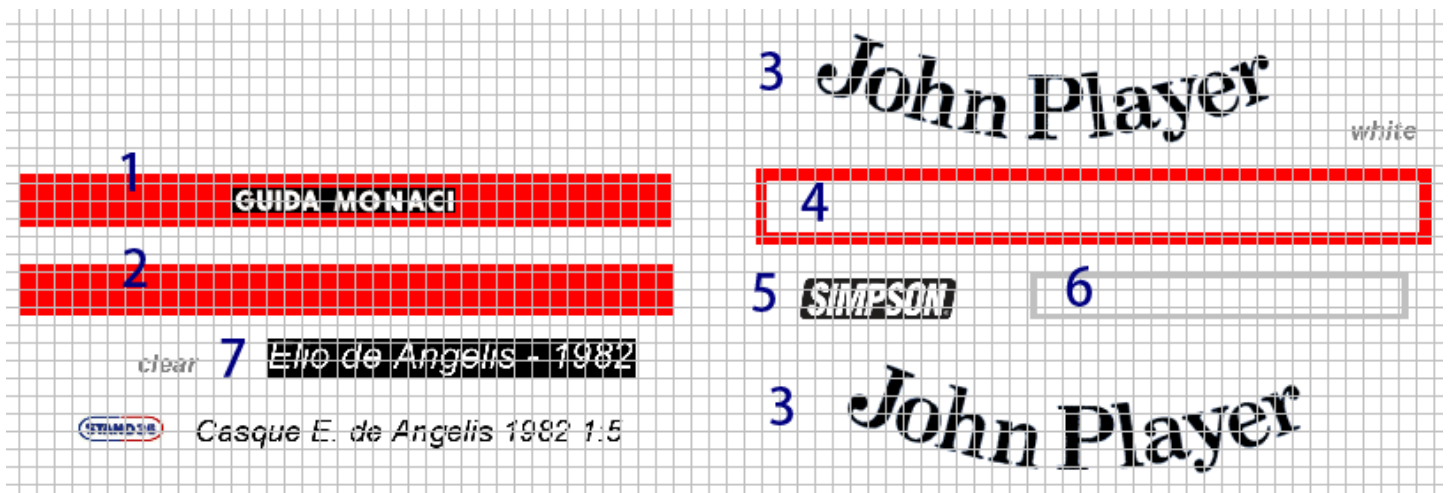 3 John Player
white
1
GUIDA MONACI
4
2
5 SIMPSON 6
clear 7 Elio de Angelis - 1982
3 John Player
STAND38 Casque E. de Angelis 1982 1:5